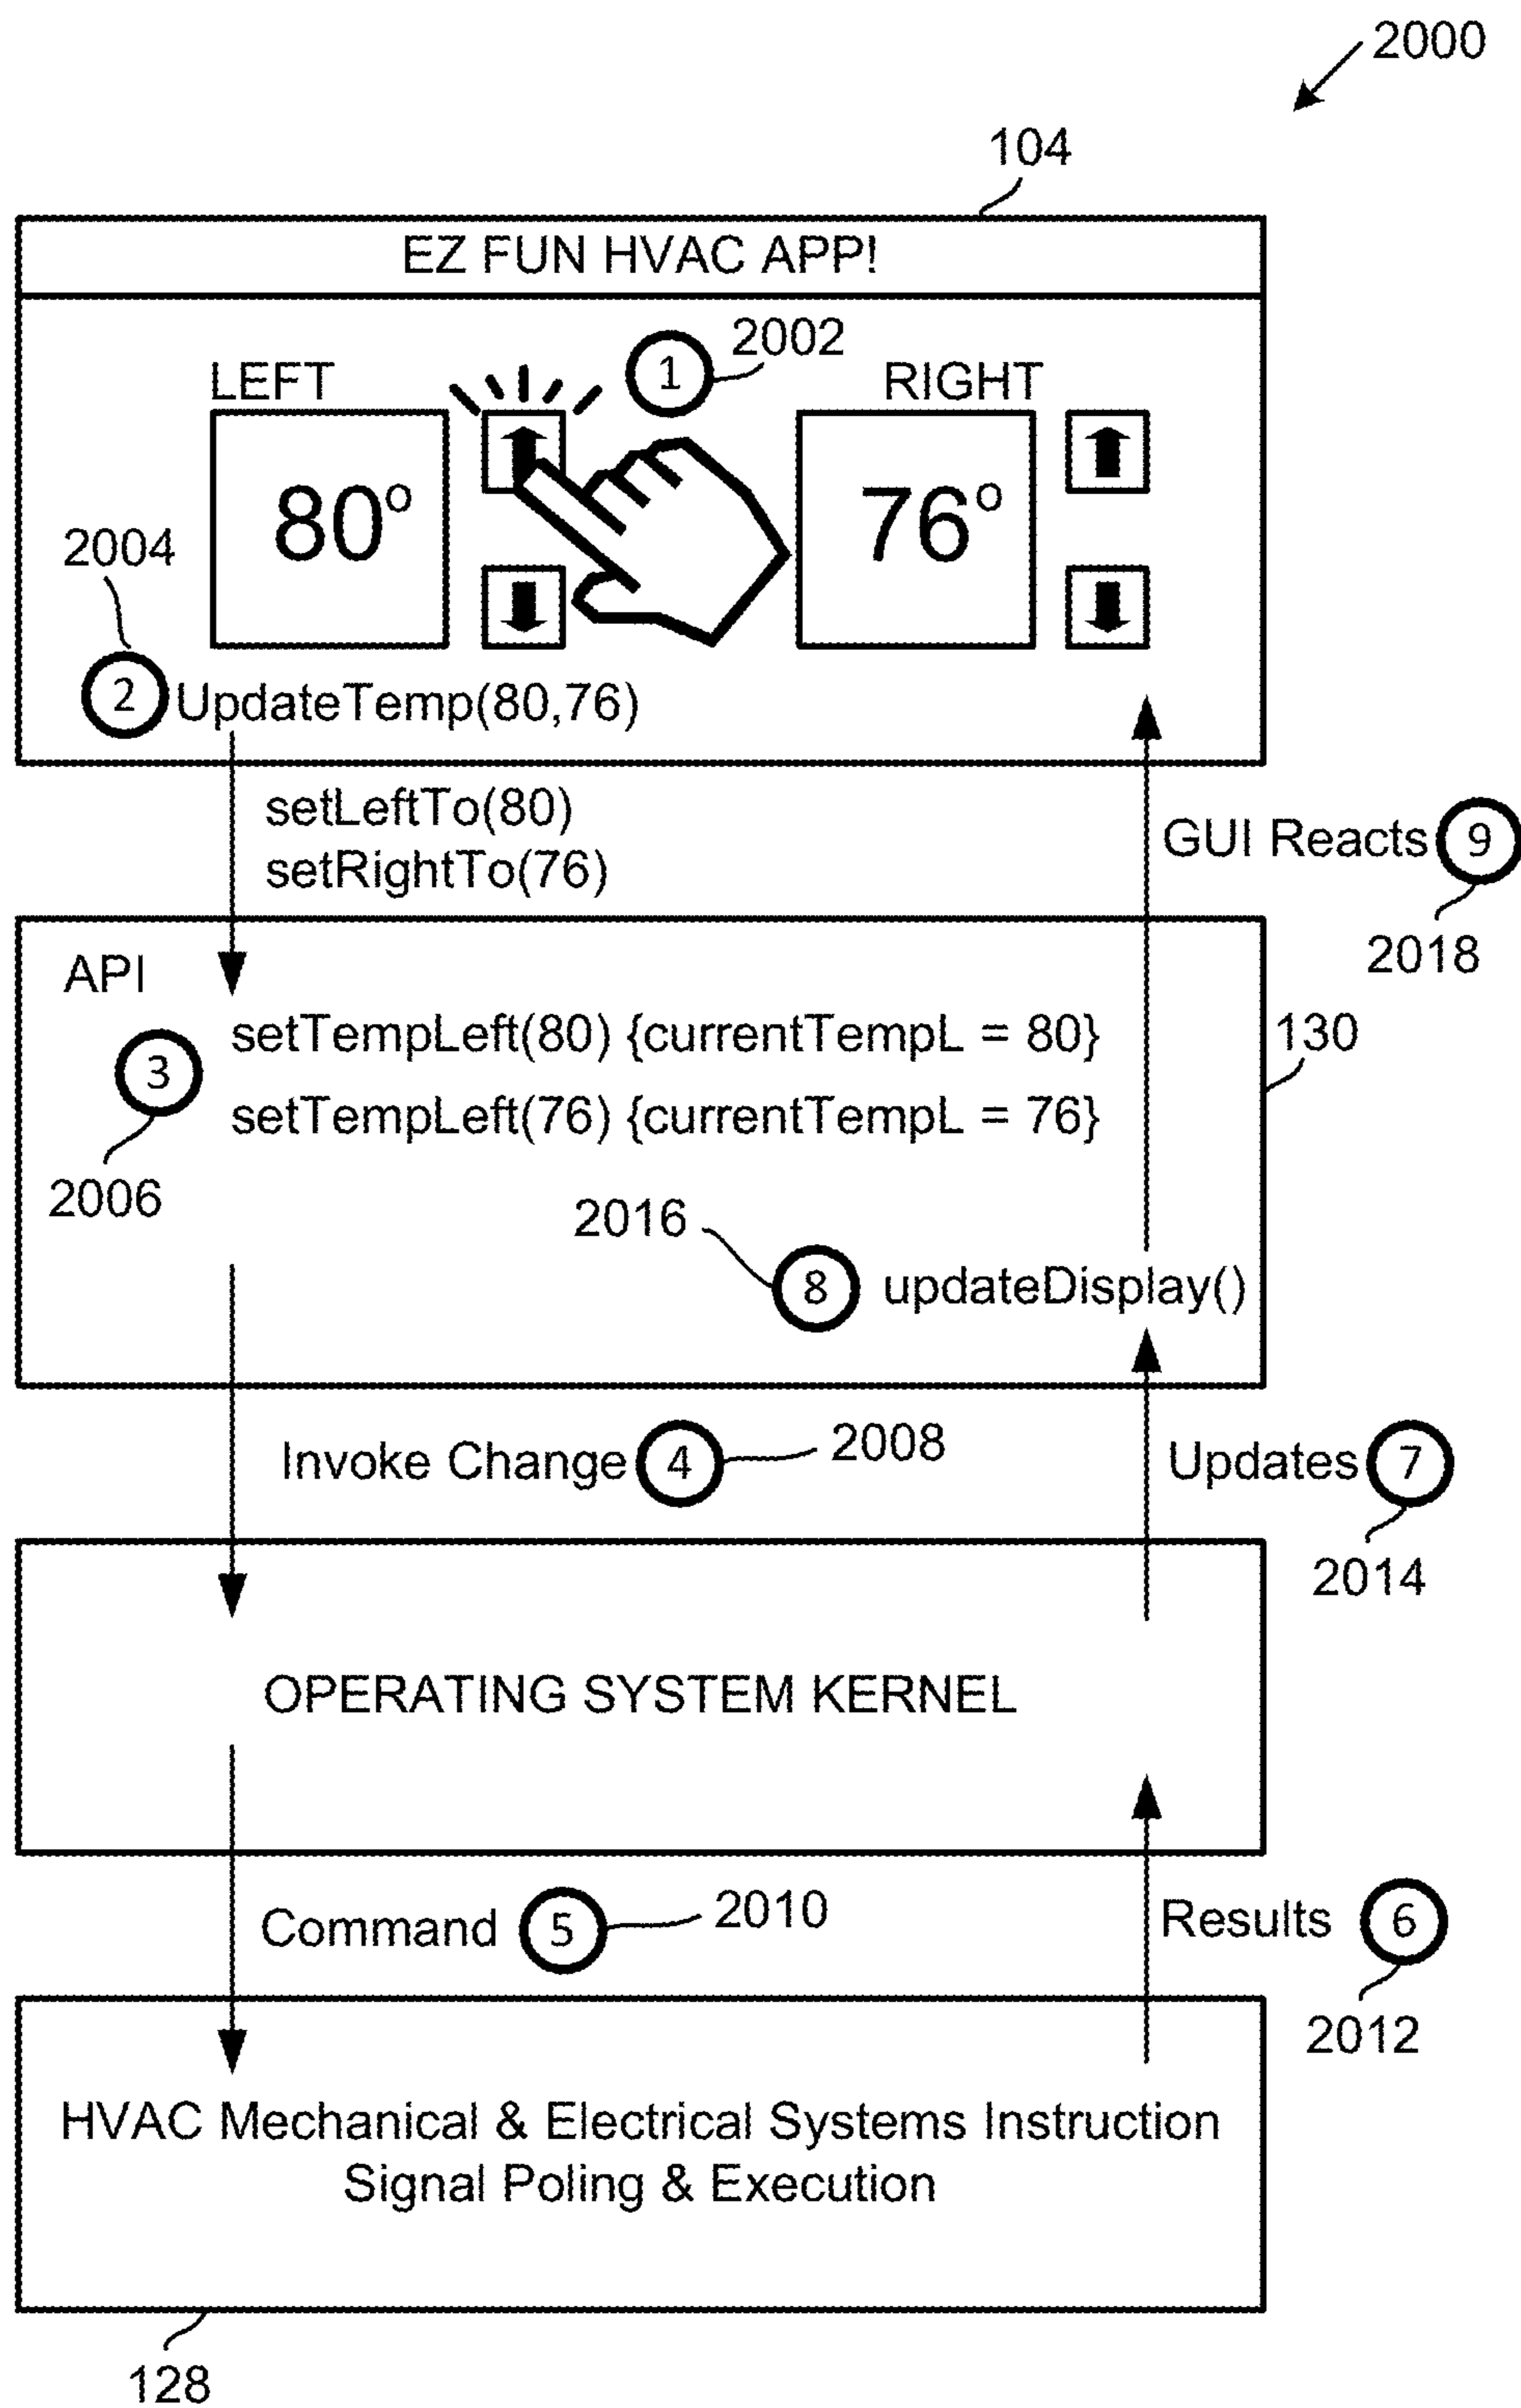 2000
104
EZ FUN HVAC APP!
1 2002
LEFT
RIGHT
80°
76°
2004
2 UpdateTemp(80,76)
setLeftTo(80)
setRightTo(76)
GUI Reacts 9
2018
API
3
setTempLeft(80) {currentTempL = 80}
setTempLeft(76) {currentTempL = 76}
130
2006
2016
8 updateDisplay()
Invoke Change 4 2008
Updates 7
2014
OPERATING SYSTEM KERNEL
Command 5 2010
Results 6
2012
HVAC Mechanical & Electrical Systems Instruction
Signal Poling & Execution
128